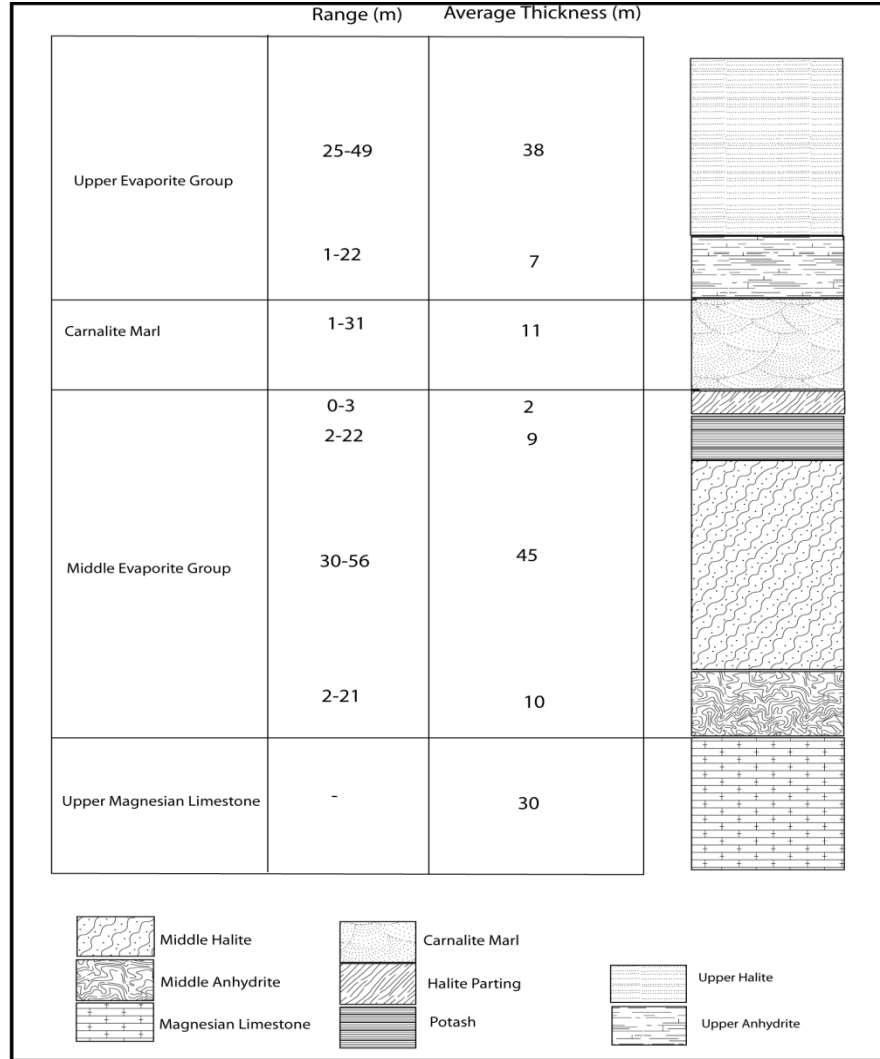 Range (m) Average Thickness (m)
25-49 38
Upper Evaporite Group
1-22 7
Carnalite Marl 1-31 11
0-3 2
2-22 9
Middle Evaporite Group 30-56 45
2-21 10
Upper Magnesian Limestone - 30
Middle Halite Carnalite Marl
Middle Anhydrite Halite Parting Upper Halite
Magnesian Limestone Potash Upper Anhydrite